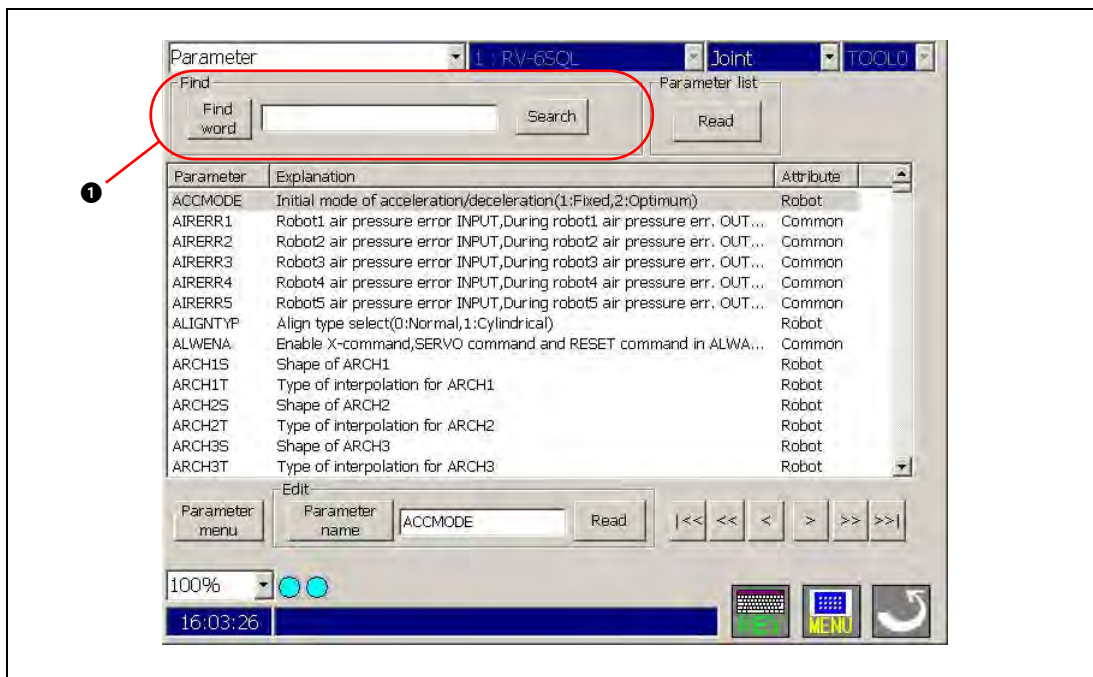 Parameter 1 : RV-6SQL Joint TOOL0
Find Parameter list
Find word Search Read
❶
Parameter Explanation Attribute
ACCMODE Initial mode of acceleration/deceleration(1:Fixed,2:Optimum) Robot
AIRERR1 Robot1 air pressure error INPUT,During robot1 air pressure err. OUT... Common
AIRERR2 Robot2 air pressure error INPUT,During robot2 air pressure err. OUT... Common
AIRERR3 Robot3 air pressure error INPUT,During robot3 air pressure err. OUT... Common
AIRERR4 Robot4 air pressure error INPUT,During robot4 air pressure err. OUT... Common
AIRERR5 Robot5 air pressure error INPUT,During robot5 air pressure err. OUT... Common
ALIGNTYP Align type select(0:Normal,1:Cylindrical) Robot
ALWENA Enable X-command,SERVO command and RESET command in ALWA... Common
ARCH1S Shape of ARCH1 Robot
ARCH1T Type of interpolation for ARCH1 Robot
ARCH2S Shape of ARCH2 Robot
ARCH2T Type of interpolation for ARCH2 Robot
ARCH3S Shape of ARCH3 Robot
ARCH3T Type of interpolation for ARCH3 Robot
Edit
Parameter menu Parameter name ACCMODE Read |<< << < > >> >>|
100%
16:03:26 KEY MENU